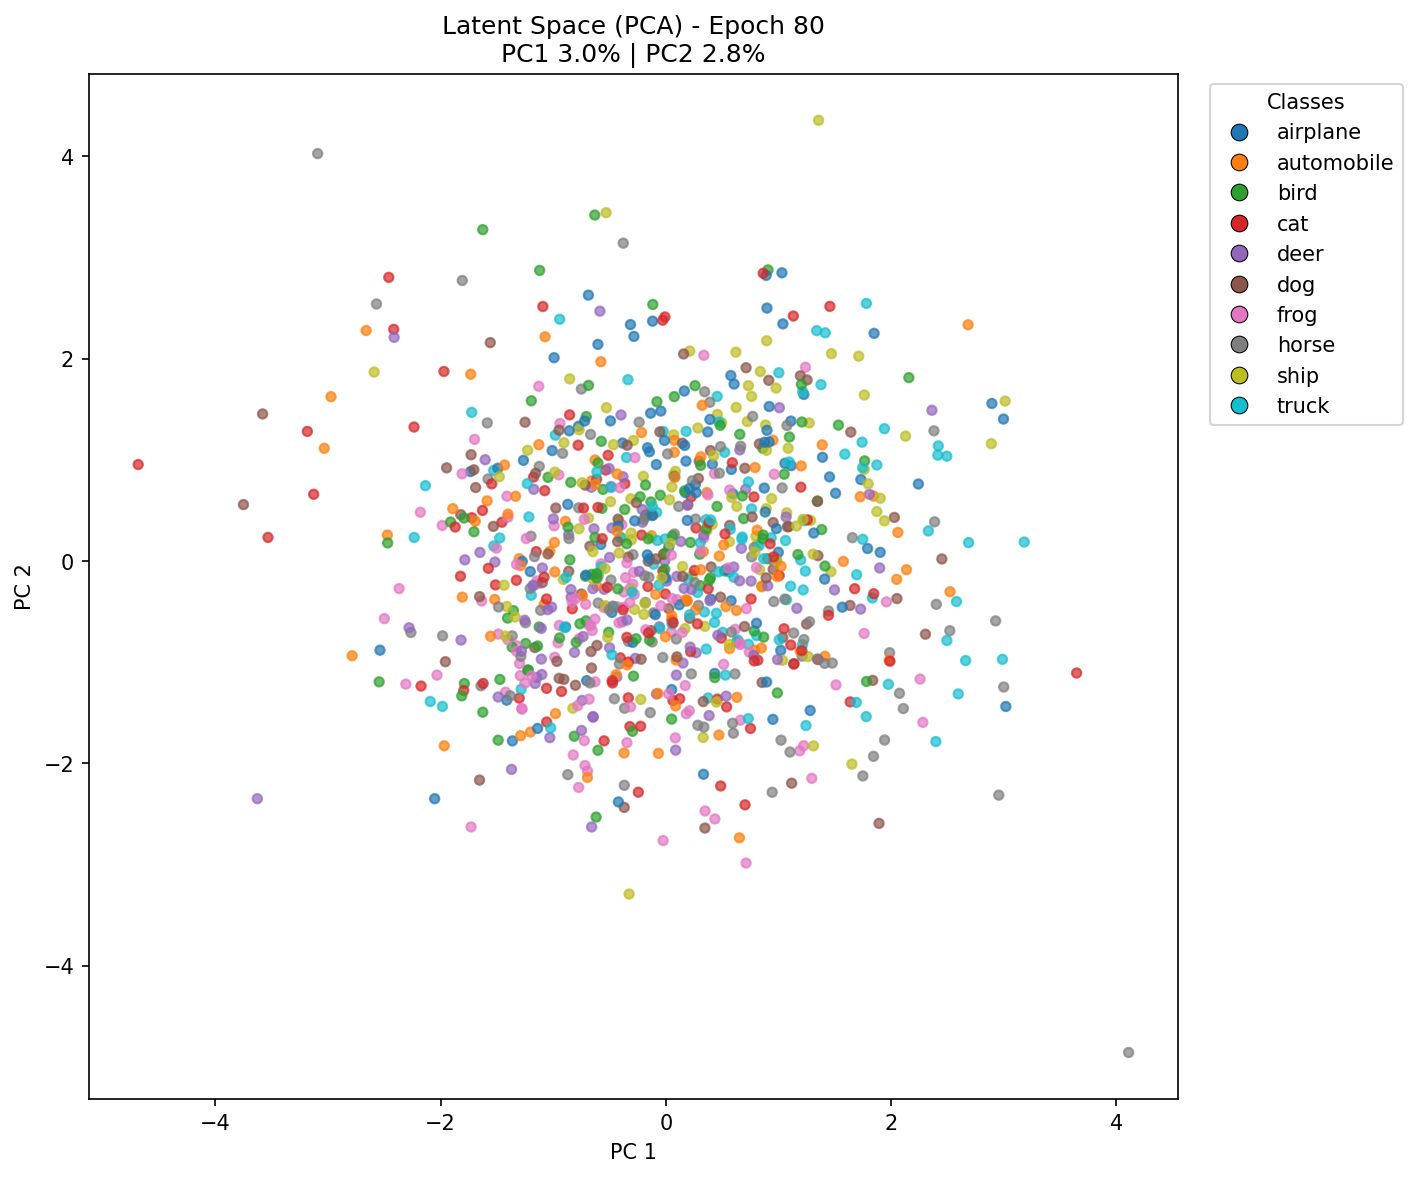 Latent Space (PCA) - Epoch 80
PC1 3.0% | PC2 2.8%
Classes
airplane
automobile
bird
cat
deer
dog
frog
horse
ship
truck
4
2
0
−2
−4
PC 2
−4
−2
0
2
4
PC 1